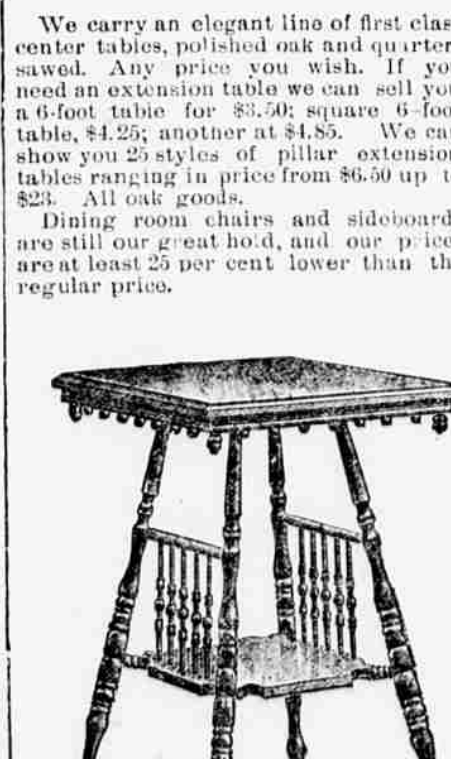 We carry an elegant line of first clas
center tables, polished oak and quarter
sawed. Any price you wish. If yo
need an extension table we can sell yo
a 6-foot table for $3.50; square 6-foo
table, $4.25; another at $4.85. We ca
show you 25 styles of pillar extension
tables ranging in price from $6.50 up t
$23. All oak goods.
Dining room chairs and sideboard
are still our great hold, and our price
are at least 25 per cent lower than th
regular price.